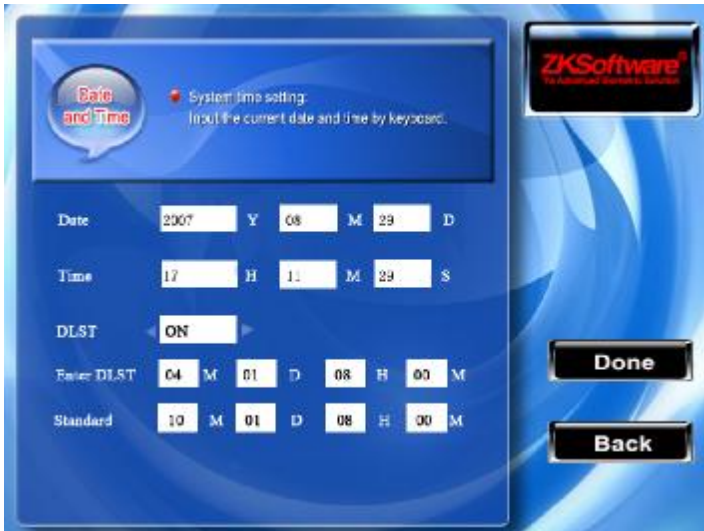 ZKSoftware
Date
and Time
System time setting:
Input the current date and time by keyboard.
Date 2007 Y 08 M 29 D
Time 17 H 11 M 29 S
DLST ON
Enter DLST 04 M 01 D 08 H 00 M
Standard 10 M 01 D 08 H 00 M
Done
Back